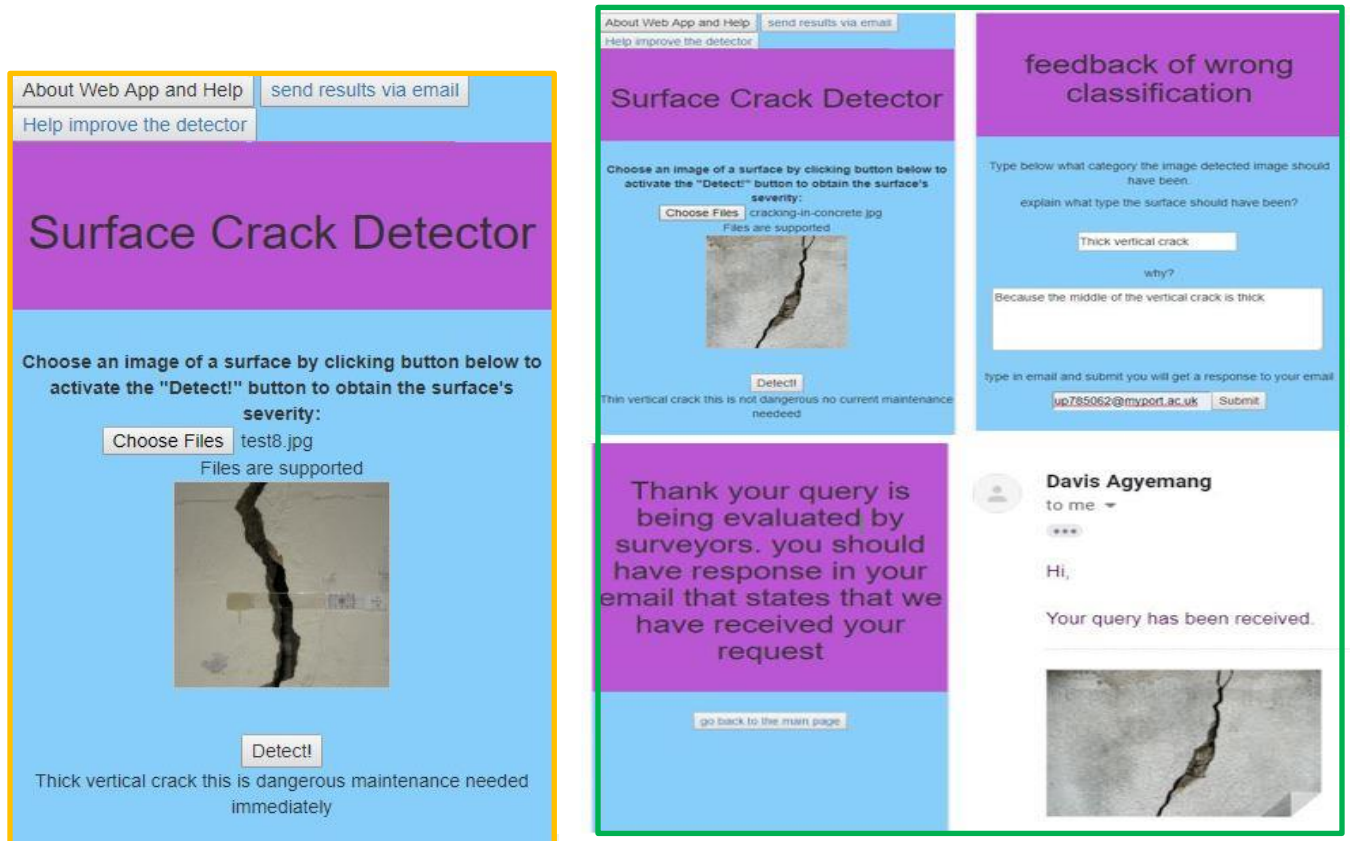 About Web App and Help
send results via email
Help improve the detector
Surface Crack Detector
Choose an image of a surface by clicking button below to
activate the "Detect!" button to obtain the surface's
severity:
Choose Files test8.jpg
Files are supported
Detect!
Thick vertical crack this is dangerous maintenance needed
immediately
About Web App and Help
send results via email
Help improve the detector
Surface Crack Detector
Choose an image of a surface by clicking button below to
activate the "Detect!" button to obtain the surface's
severity:
Choose Files cracking-in-concrete.jpg
Files are supported
Detect!
Thin vertical crack this is not dangerous no current maintenance
needeed
feedback of wrong
classification
Type below what category the image detected image should
have been.
explain what type the surface should have been?
Thick vertical crack
why?
Because the middle of the vertical crack is thick
type in email and submit you will get a response to your email
up785062@myport.ac.uk Submit
Thank your query is
being evaluated by
surveyors. you should
have response in your
email that states that we
have received your
request
go back to the main page
Davis Agyemang
to me
Hi,
Your query has been received.